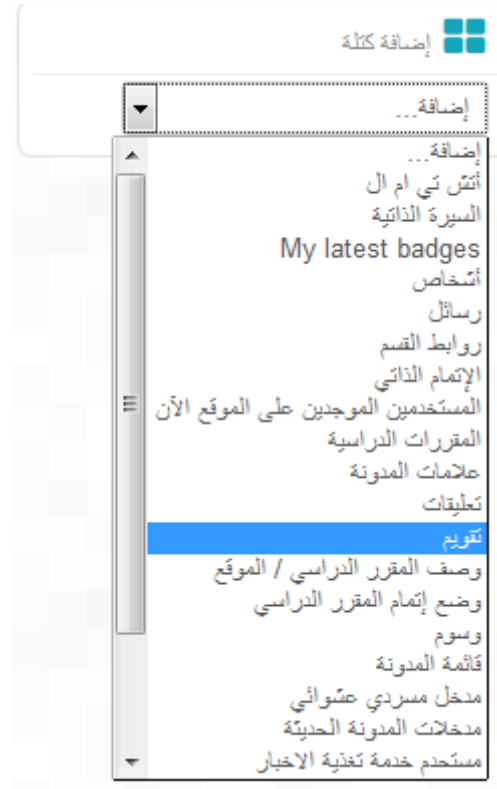 إضافة كتلة
إضافة...
إضافة...
أتش تي ام ال
السيرة الذاتية
My latest badges
أشخاص
رسائل
روابط القسم
الإتمام الذاتي
المستخدمين الموجدين على الموقع الآن
المقررات الدراسية
علامات المدونة
تعليقات
تقويم
وصف المقرر الدراسي / الموقع
وضع إتمام المقرر الدراسي
وسوم
قائمة المدونة
مدخل مسردي عشوائي
مدخلات المدونة الحديثة
مستحدم خدمة تغذية الاخبار